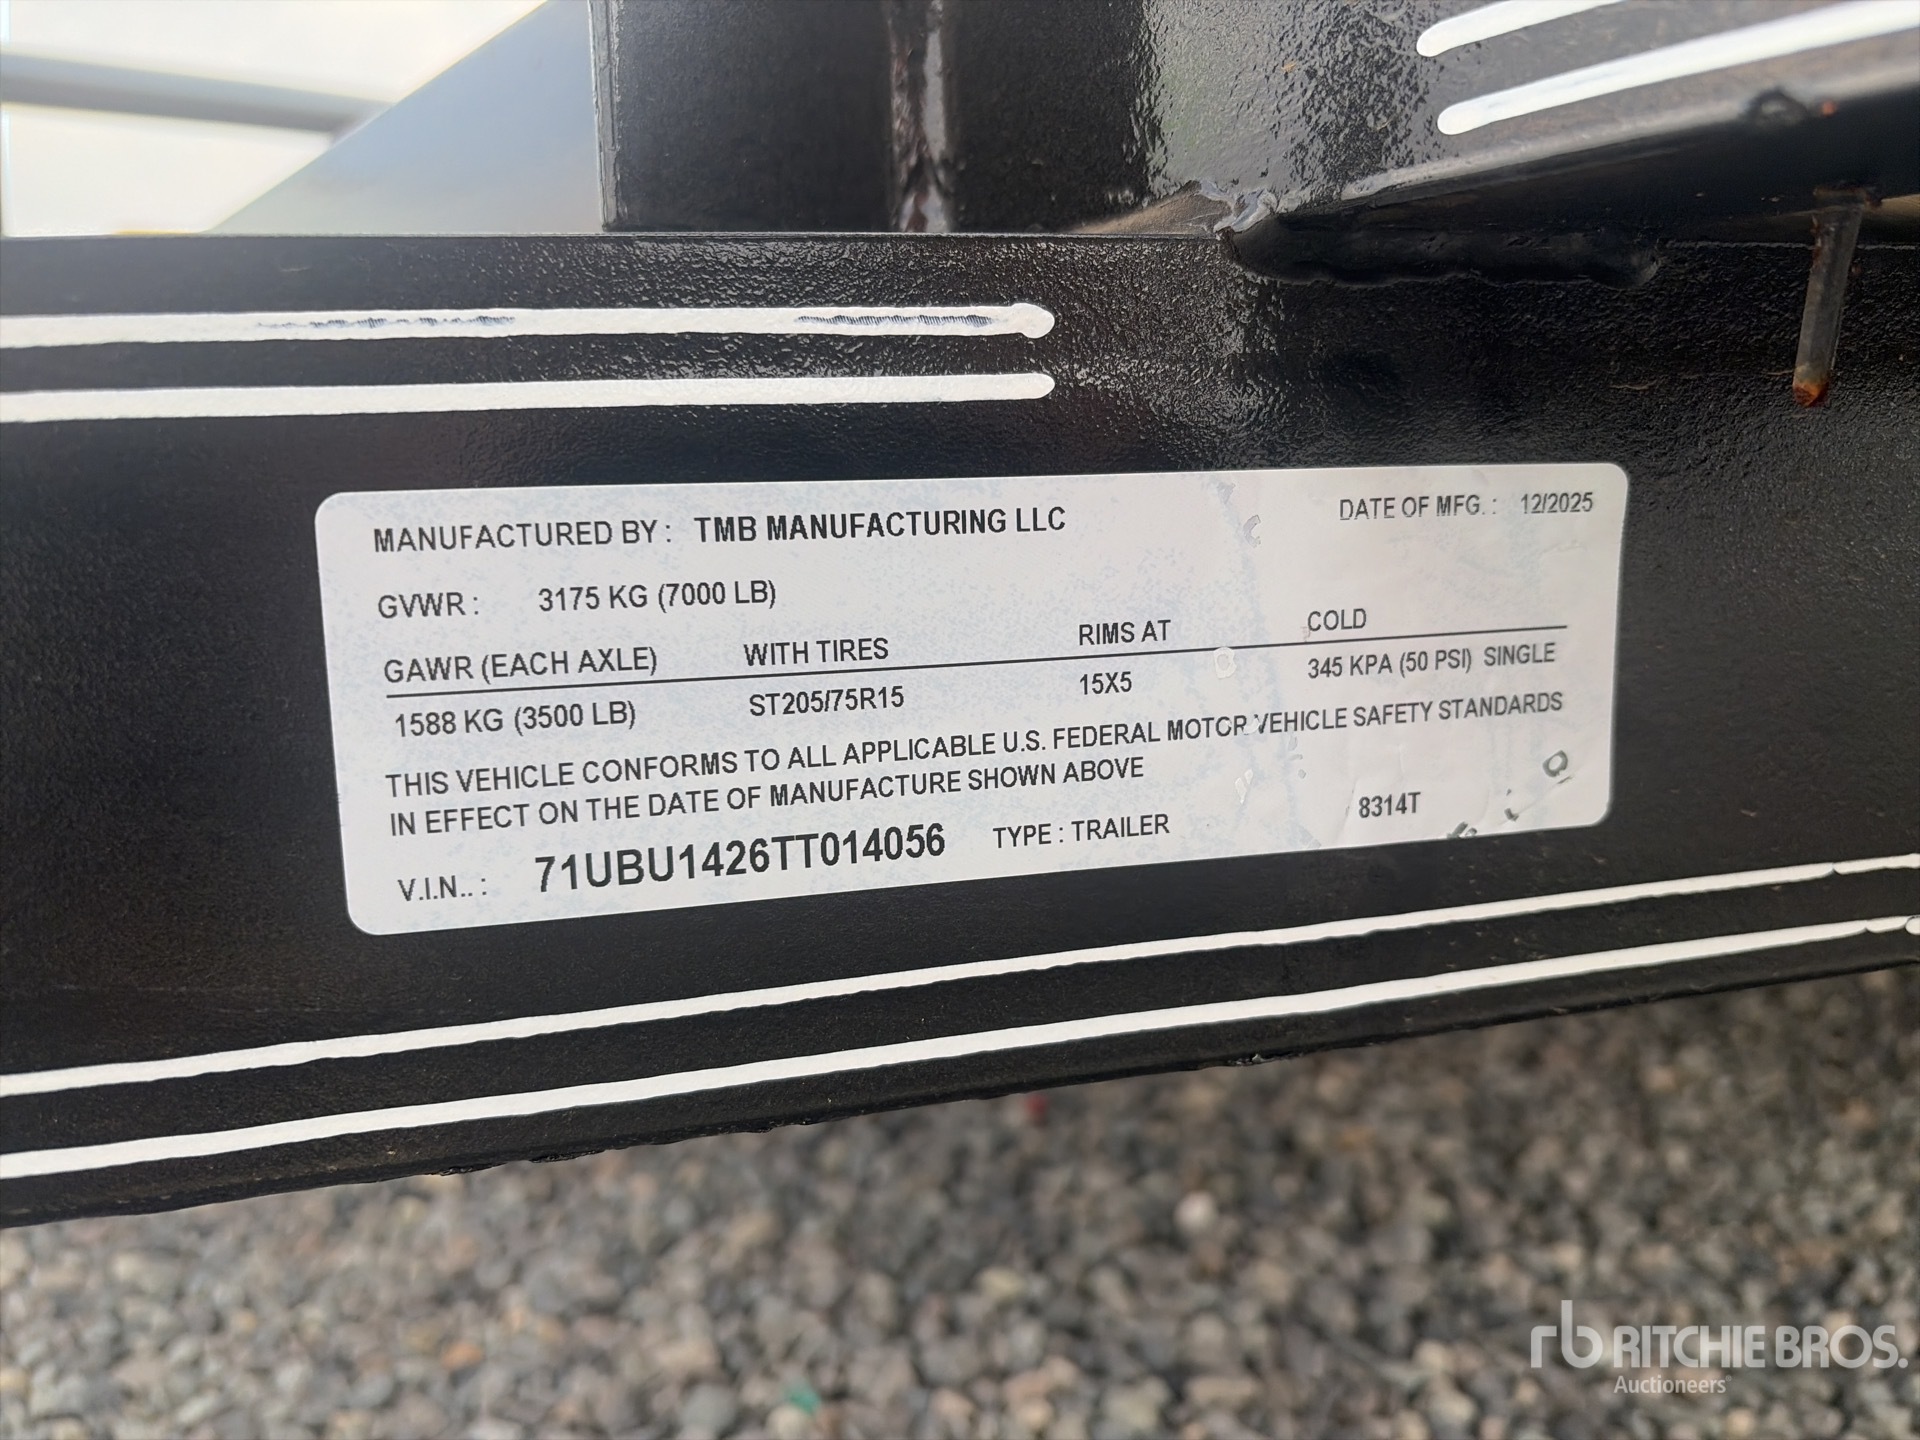 MANUFACTURED BY : TMB MANUFACTURING LLC DATE OF MFG. : 12/2025
GVWR : 3175 KG (7000 LB)
GAWR (EACH AXLE) WITH TIRES RIMS AT COLD
1588 KG (3500 LB) ST205/75R15 15X5 345 KPA (50 PSI) SINGLE
THIS VEHICLE CONFORMS TO ALL APPLICABLE U.S. FEDERAL MOTOR VEHICLE SAFETY STANDARDS
IN EFFECT ON THE DATE OF MANUFACTURE SHOWN ABOVE
V.I.N.. : 71UBU1426TT014056 TYPE : TRAILER 8314T
rb RITCHIE BROS.
Auctioneers